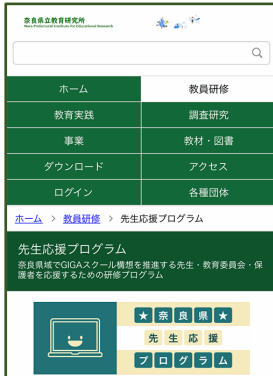 奈良県立教育研究所
Nara Prefectural Institute for Educational Research
ホーム
教員研修
教育実践
調査研究
事業
教材・図書
ダウンロード
アクセス
ログイン
各種団体
ホーム > 教員研修 > 先生応援プログラム
先生応援プログラム
奈良県域でGIGAスクール構想を推進する先生・教育委員会・保
護者を応援するための研修プログラム
★奈良県★
先生応援
プログラム